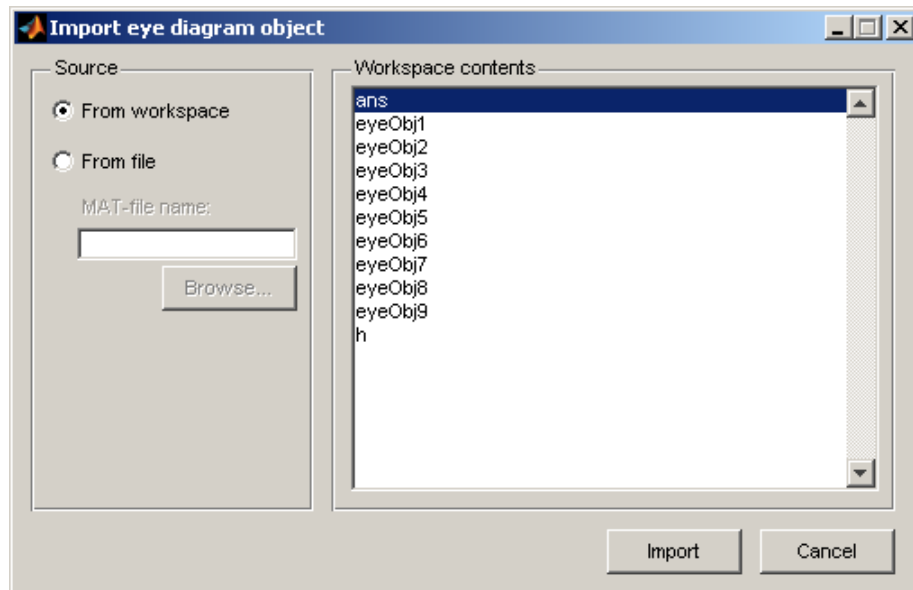 Import eye diagram object
Source
From workspace
From file
MAT-file name:
Browse...
Workspace contents
ans
eyeObj1
eyeObj2
eyeObj3
eyeObj4
eyeObj5
eyeObj6
eyeObj7
eyeObj8
eyeObj9
h
Import
Cancel